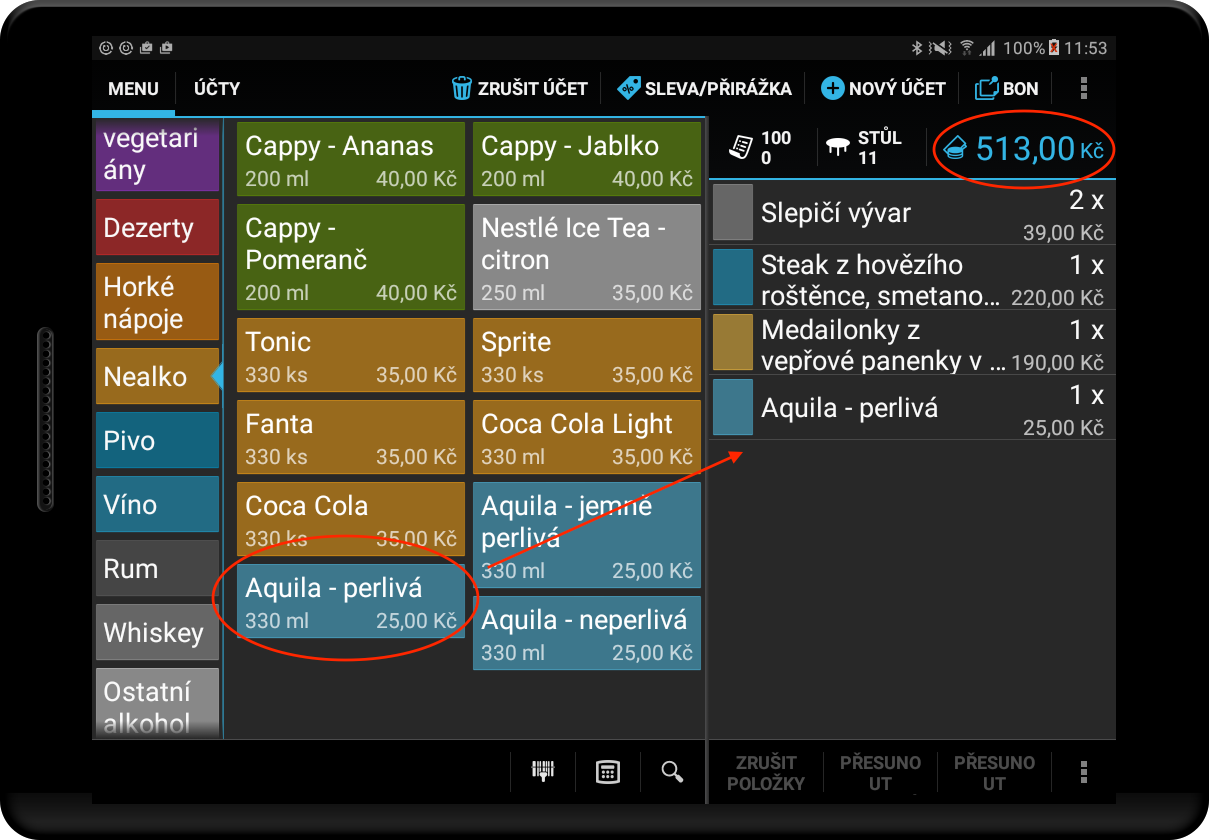 100% 11:53
MENU ÚČTY ZRUŠIT ÚČET SLEVA/PŘIRÁŽKA NOVÝ ÚČET BON
vegetari
ány
Dezerty
Horké
nápoje
Nealko
Pivo
Víno
Rum
Whiskey
Ostatní
alkohol
Cappy - Ananas
200 ml 40,00 Kč
Cappy - Jablko
200 ml 40,00 Kč
Cappy -
Pomeranč
200 ml 40,00 Kč
Nestlé Ice Tea -
citron
250 ml 35,00 Kč
Tonic
330 ks 35,00 Kč
Sprite
330 ks 35,00 Kč
Fanta
330 ks 35,00 Kč
Coca Cola Light
330 ml 35,00 Kč
Coca Cola
330 ks 35,00 Kč
Aquila - jemně
perlivá
330 ml 25,00 Kč
Aquila - perlivá
330 ml 25,00 Kč
Aquila - neperlivá
330 ml 25,00 Kč
100
0
STŮL
11
513,00 Kč
Slepičí vývar 2 x
39,00 Kč
Steak z hovězího 1 x
roštěnce, smetano... 220,00 Kč
Medailonky z 1 x
vepřové panenky v ... 190,00 Kč
Aquila - perlivá 1 x
25,00 Kč
ZRUŠIT
POLOŽKY
PŘESUNO
UT
PŘESUNO
UT